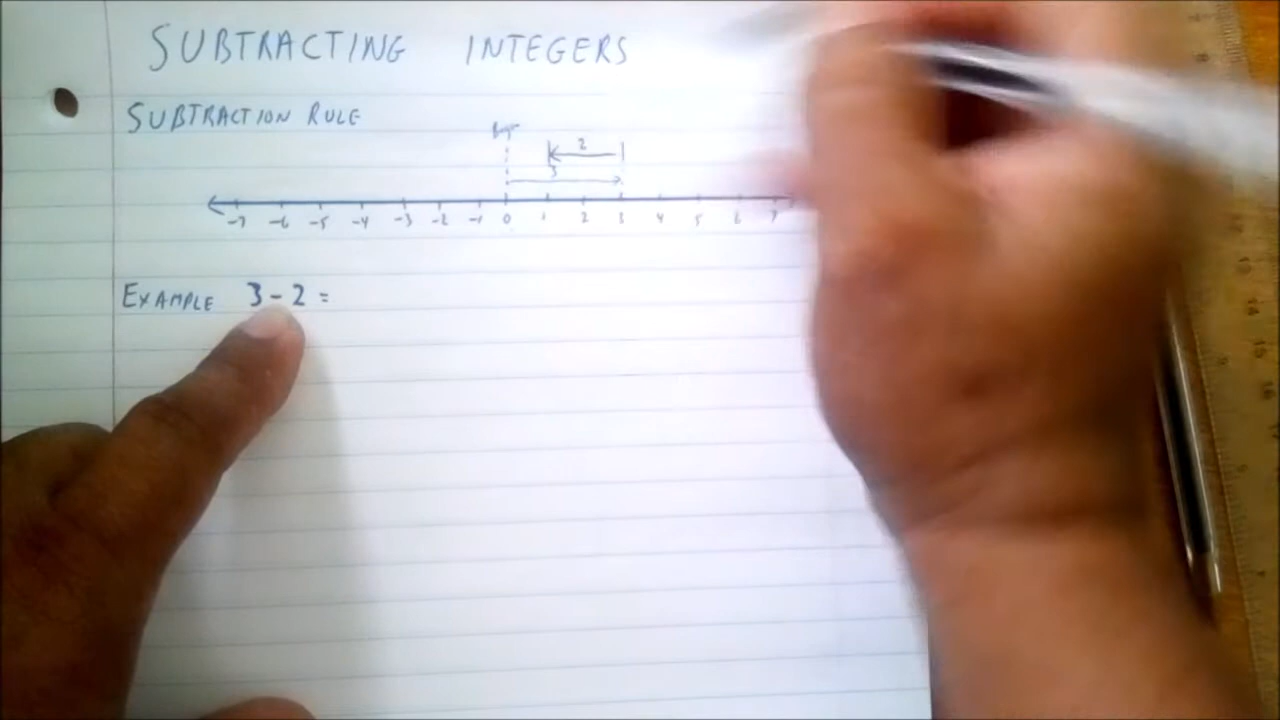 SUBTRACTING INTEGERS
SUBTRACTION RULE
2
3
-7 -6 -5 -4 -3 -2 -1 0 1 2 3 4 5 6 7
EXAMPLE 3-2=